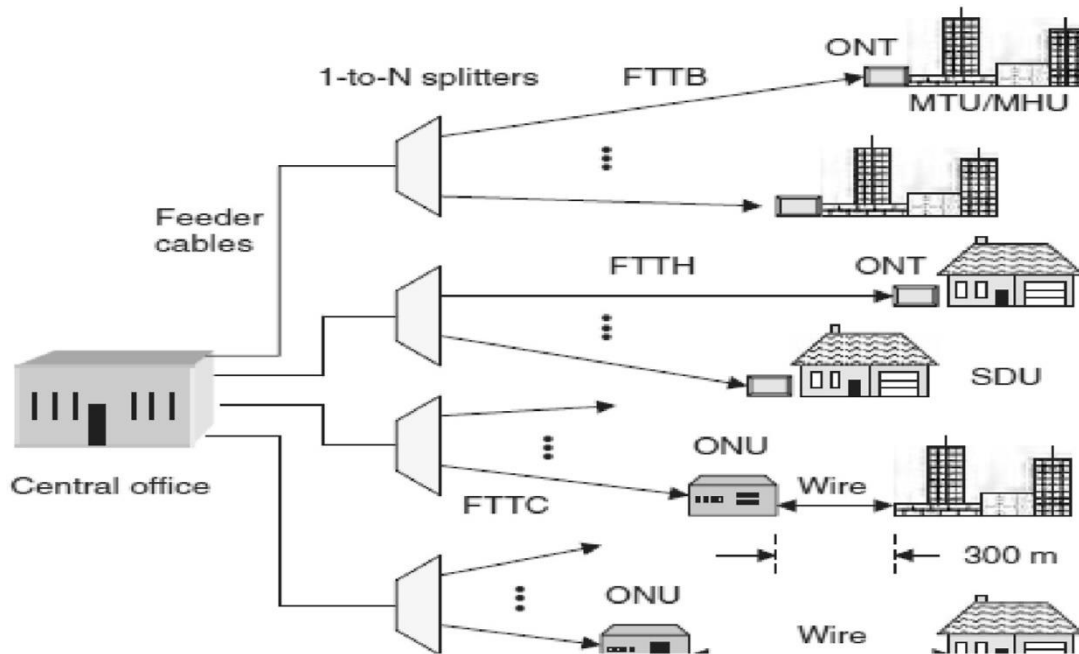 ONT
1-to-N splitters
FTTB
MTU/MHU
Feeder
cables
FTTH
ONT
SDU
ONU
Central office
Wire
FTTC
300 m
ONU
Wire